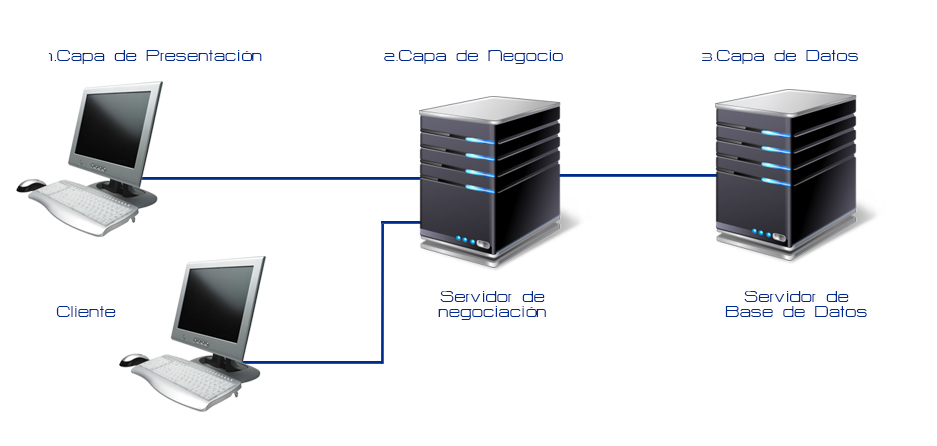 1.Capa de Presentación
2.Capa de Negocio
3.Capa de Datos
Cliente
Servidor de
negociación
Servidor de
Base de Datos